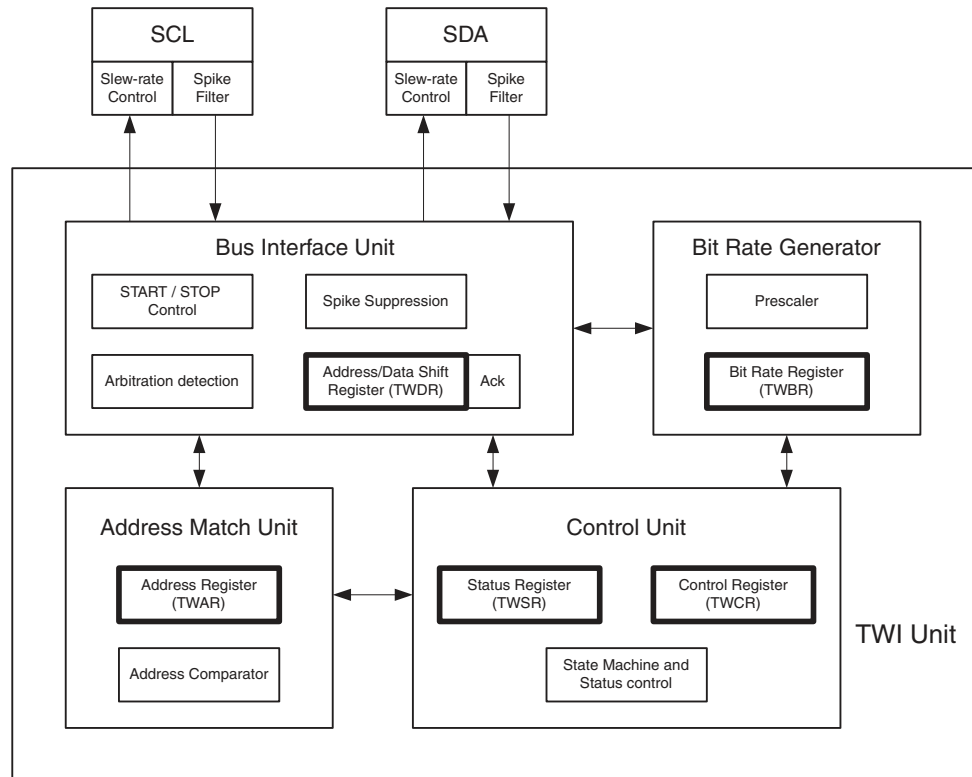 SCL
Slew-rate
Control
Spike
Filter
SDA
Slew-rate
Control
Spike
Filter
Bus Interface Unit
START / STOP
Control
Spike Suppression
Arbitration detection
Address/Data Shift
Register (TWDR)
Ack
Bit Rate Generator
Prescaler
Bit Rate Register
(TWBR)
Address Match Unit
Address Register
(TWAR)
Address Comparator
Control Unit
Status Register
(TWSR)
Control Register
(TWCR)
State Machine and
Status control
TWI Unit